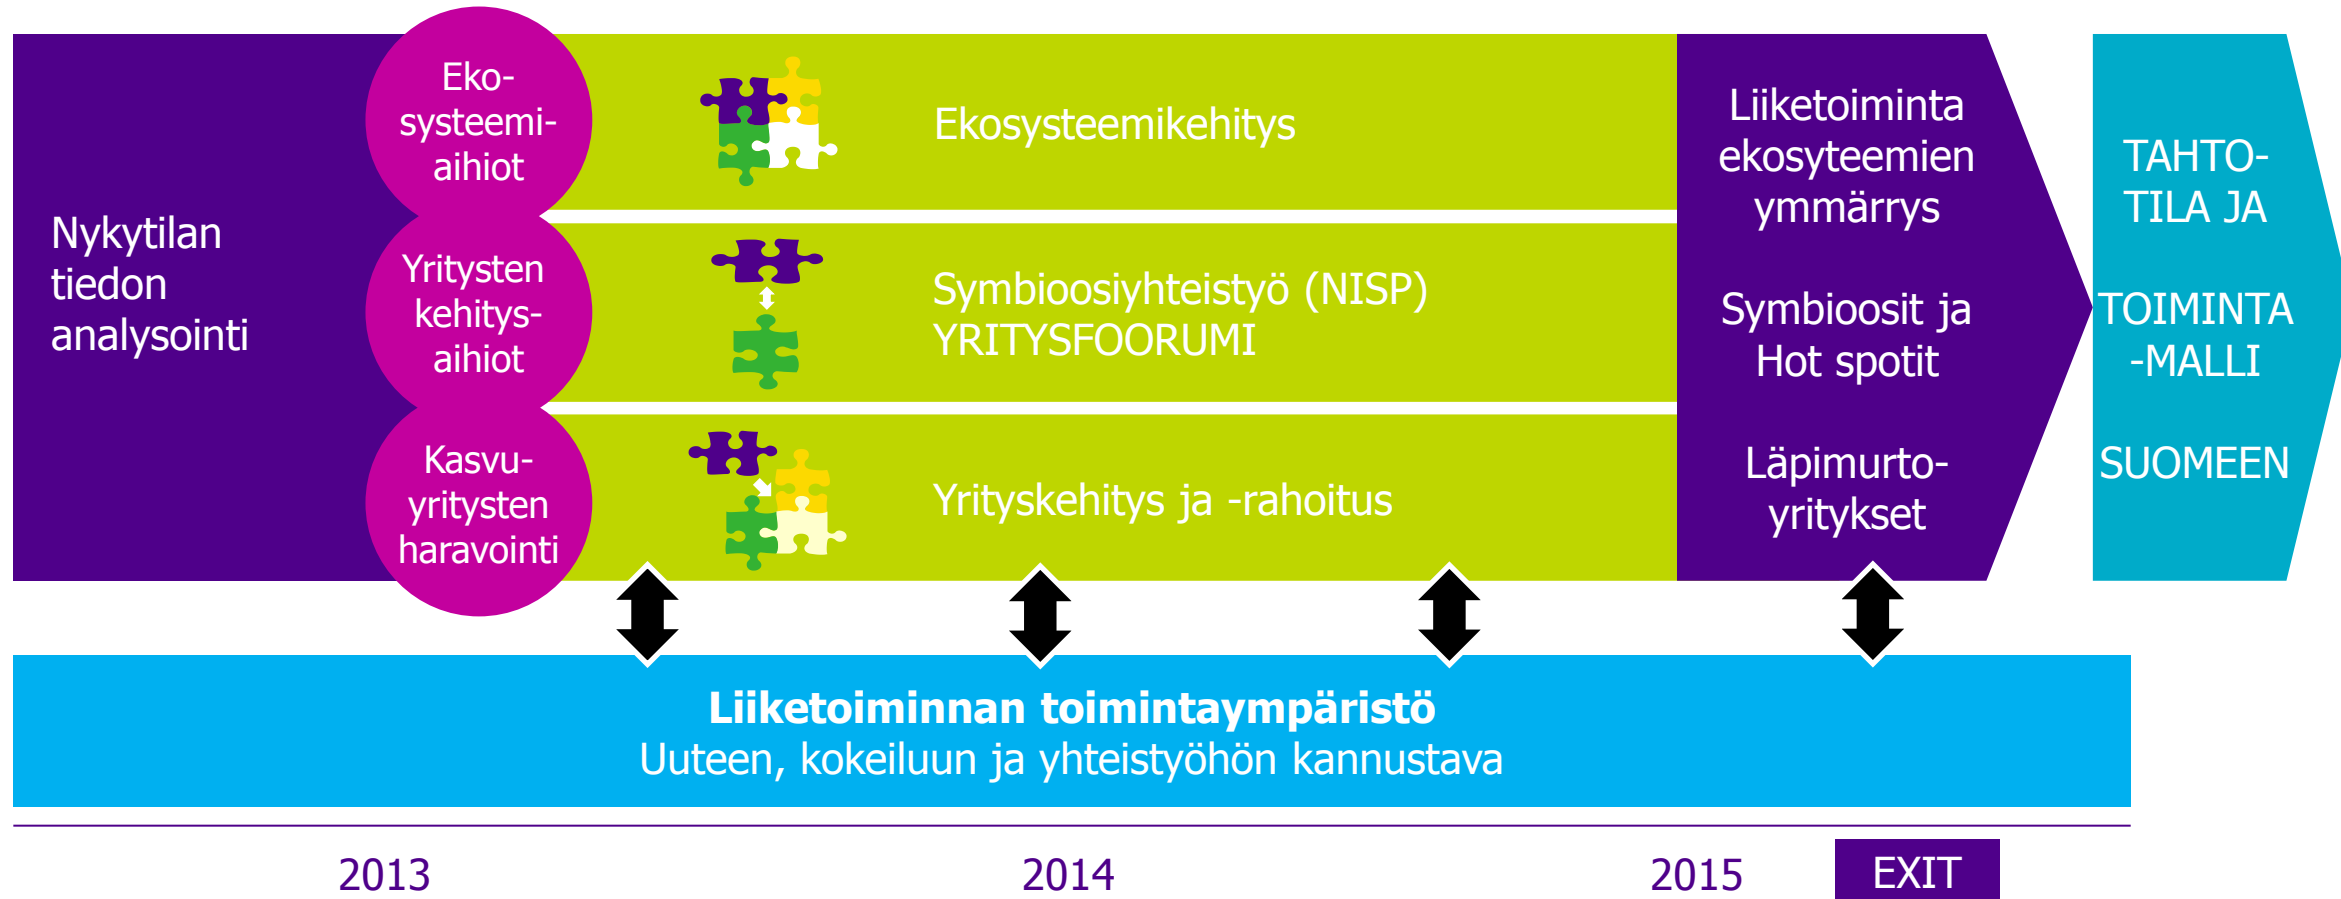 Nykytilan
tiedon
analysointi
Eko-
systeemi-
aihiot
Yritysten
kehitys-
aihiot
Kasvu-
yritysten
haravointi
Ekosysteemikehitys
Symbioosiyhteistyö (NISP)
YRITYSFOORUMI
Yrityskehitys ja -rahoitus
Liiketoiminta
ekosyteemien
ymmärrys
Symbioosit ja
Hot spotit
Läpimurto-
yritykset
TAHTO-
TILA JA
TOIMINTA
-MALLI
SUOMEEN
Liiketoiminnan toimintaympäristö
Uuteen, kokeiluun ja yhteistyöhön kannustava
2013
2014
2015
EXIT